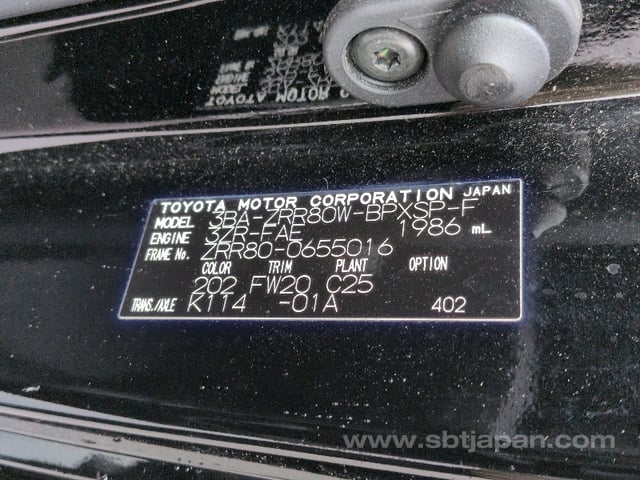 TOYOTA MOTOR CORPORATION JAPAN
MODEL 3BA-ZRR80W-BPXSP-F
ENGINE 3ZR-FAE 1986 mL
FRAME No. ZRR80-0655016
COLOR TRIM PLANT OPTION
202 FW20 C25
TRANS./AXLE K114 -01A 402
www.sbtjapan.com